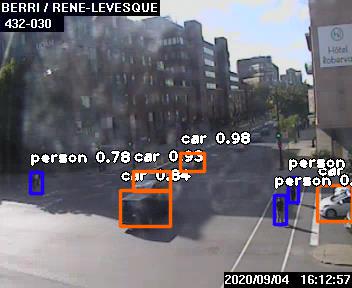 BERRI / RENE-LEVESQUE
432-030
Hôtel
car 0.98
person 0.78
car 0.93
car 0.84
person
car
person 0.
2020/09/04 16:12:57